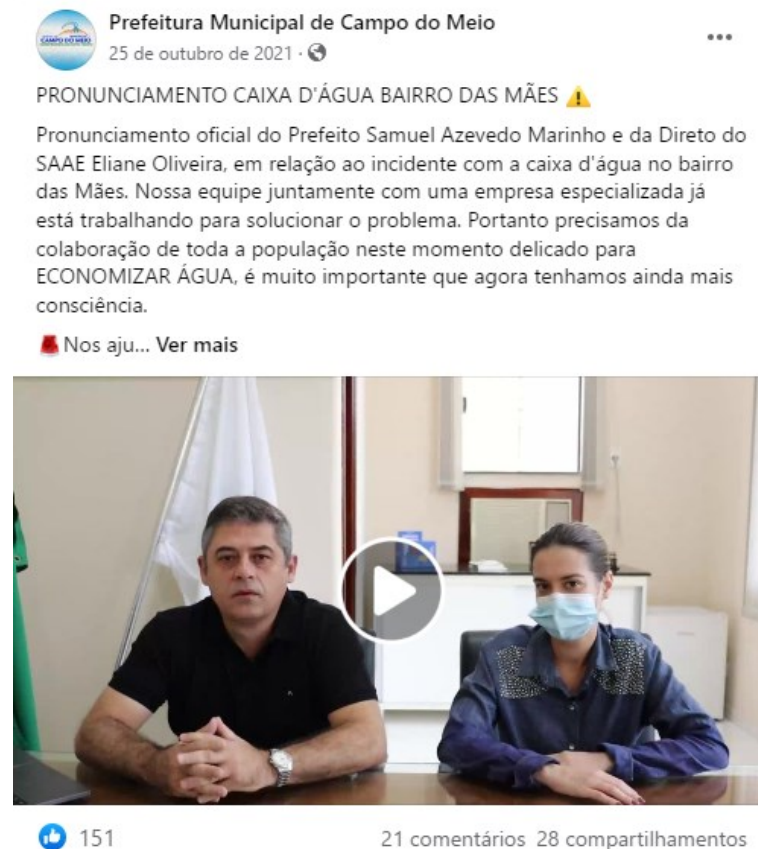 Prefeitura Municipal de Campo do Meio
25 de outubro de 2021 ·
PRONUNCIAMENTO CAIXA D'ÁGUA BAIRRO DAS MÃES ⚠️
Pronunciamento oficial do Prefeito Samuel Azevedo Marinho e da Direto do
SAAE Eliane Oliveira, em relação ao incidente com a caixa d'água no bairro
das Mães. Nossa equipe juntamente com uma empresa especializada já
está trabalhando para solucionar o problema. Portanto precisamos da
colaboração de toda a população neste momento delicado para
ECONOMIZAR ÁGUA, é muito importante que agora tenhamos ainda mais
consciência.
Nos aju... Ver mais
151
21 comentários 28 compartilhamentos